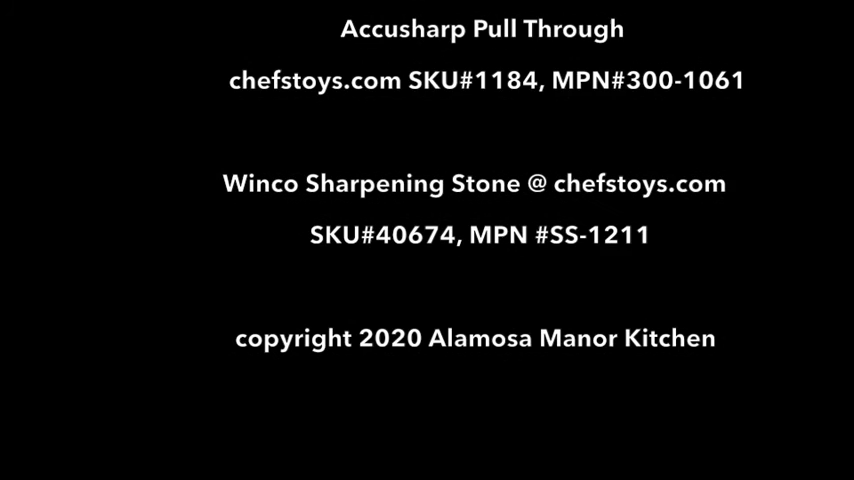 Accusharp Pull Through
chefstoys.com SKU#1184, MPN#300-1061
Winco Sharpening Stone @ chefstoys.com
SKU#40674, MPN #SS-1211
copyright 2020 Alamosa Manor Kitchen